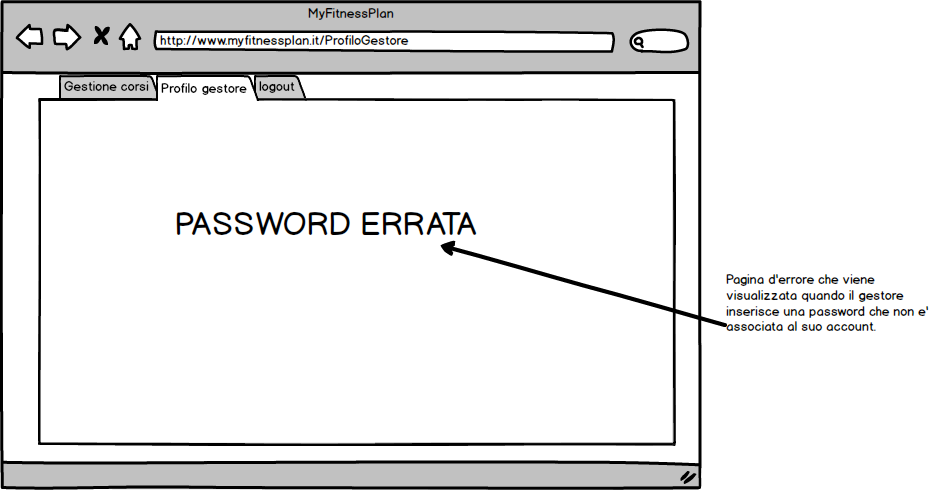 MyFitnessPlan
http://www.myfitnessplan.it/ProfiloGestore
Gestione corsi
Profilo gestore
logout
PASSWORD ERRATA
Pagina d'errore che viene
visualizzata quando il gestore
inserisce una password che non e'
associata al suo account.